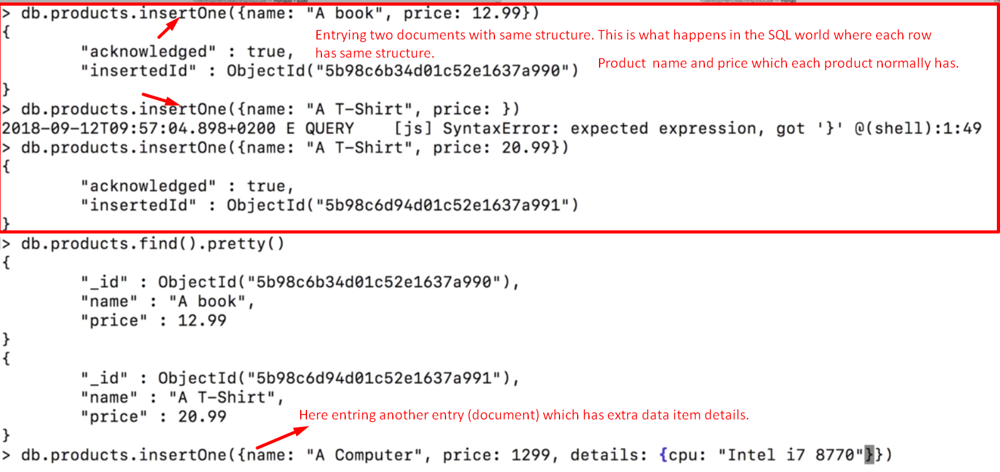 > db.products.insertOne({name: "A book", price: 12.99})
{
Entrying two documents with same structure. This is what happens in the SQL world where each row
has same structure.
"acknowledged" : true,
Product name and price which each product normally has.
"insertedId" : ObjectId("5b98c6b34d01c52e1637a990")
}
> db.products.insertOne({name: "A T-Shirt", price: })
2018-09-12T09:57:04.898+0200 E QUERY [js] SyntaxError: expected expression, got '}' @(shell):1:49
> db.products.insertOne({name: "A T-Shirt", price: 20.99})
{
"acknowledged" : true,
"insertedId" : ObjectId("5b98c6d94d01c52e1637a991")
}
> db.products.find().pretty()
{
"_id" : ObjectId("5b98c6b34d01c52e1637a990"),
"name" : "A book",
"price" : 12.99
}
{
"_id" : ObjectId("5b98c6d94d01c52e1637a991"),
"name" : "A T-Shirt",
"price" : 20.99
Here entring another entry (document) which has extra data item details.
}
> db.products.insertOne({name: "A Computer", price: 1299, details: {cpu: "Intel i7 8770"}})